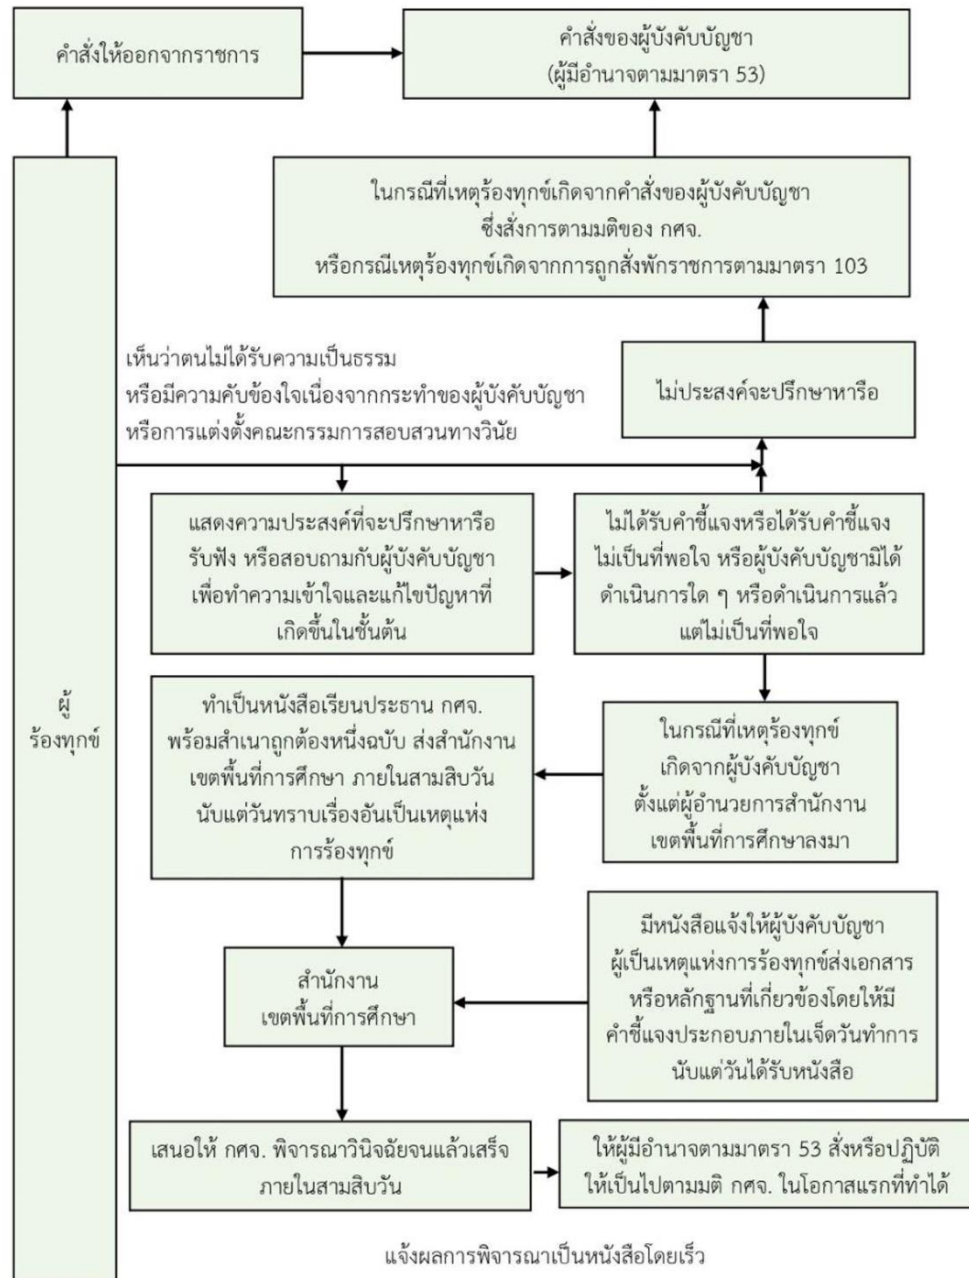 คำสั่งให้ออกจากราชการ
คำสั่งของผู้บังคับบัญชา
(ผู้มีอำนาจตามมาตรา 53)
ในกรณีที่เหตุร้องทุกข์เกิดจากคำสั่งของผู้บังคับบัญชา
ซึ่งสั่งการตามมติของ กศจ.
หรือกรณีเหตุร้องทุกข์เกิดจากการถูกสั่งพักราชการตามมาตรา 103
เห็นว่าตนไม่ได้รับความเป็นธรรม
หรือมีความคับข้องใจเนื่องจากกระทำของผู้บังคับบัญชา
หรือการแต่งตั้งคณะกรรมการสอบสวนทางวินัย
ไม่ประสงค์จะปรึกษาหารือ
แสดงความประสงค์ที่จะปรึกษาหารือ
รับฟัง หรือสอบถามกับผู้บังคับบัญชา
เพื่อทำความเข้าใจและแก้ไขปัญหาที่
เกิดขึ้นในชั้นต้น
ไม่ได้รับคำชี้แจงหรือได้รับคำชี้แจง
ไม่เป็นที่พอใจ หรือผู้บังคับบัญชามิได้
ดำเนินการใด ๆ หรือดำเนินการแล้ว
แต่ไม่เป็นที่พอใจ
ผู้
ร้องทุกข์
ทำเป็นหนังสือเรียนประธาน กศจ.
พร้อมสำเนาถูกต้องหนึ่งฉบับ ส่งสำนักงาน
เขตพื้นที่การศึกษา ภายในสามสิบวัน
นับแต่วันทราบเรื่องอันเป็นเหตุแห่ง
การร้องทุกข์
ในกรณีที่เหตุร้องทุกข์
เกิดจากผู้บังคับบัญชา
ตั้งแต่ผู้อำนวยการสำนักงาน
เขตพื้นที่การศึกษาลงมา
สำนักงาน
เขตพื้นที่การศึกษา
มีหนังสือแจ้งให้ผู้บังคับบัญชา
ผู้เป็นเหตุแห่งการร้องทุกข์ส่งเอกสาร
หรือหลักฐานที่เกี่ยวข้องโดยให้มี
คำชี้แจงประกอบภายในเจ็ดวันทำการ
นับแต่วันได้รับหนังสือ
เสนอให้ กศจ. พิจารณาวินิจฉัยจนแล้วเสร็จ
ภายในสามสิบวัน
ให้ผู้มีอำนาจตามมาตรา 53 สั่งหรือปฏิบัติ
ให้เป็นไปตามมติ กศจ. ในโอกาสแรกที่ทำได้
แจ้งผลการพิจารณาเป็นหนังสือโดยเร็ว